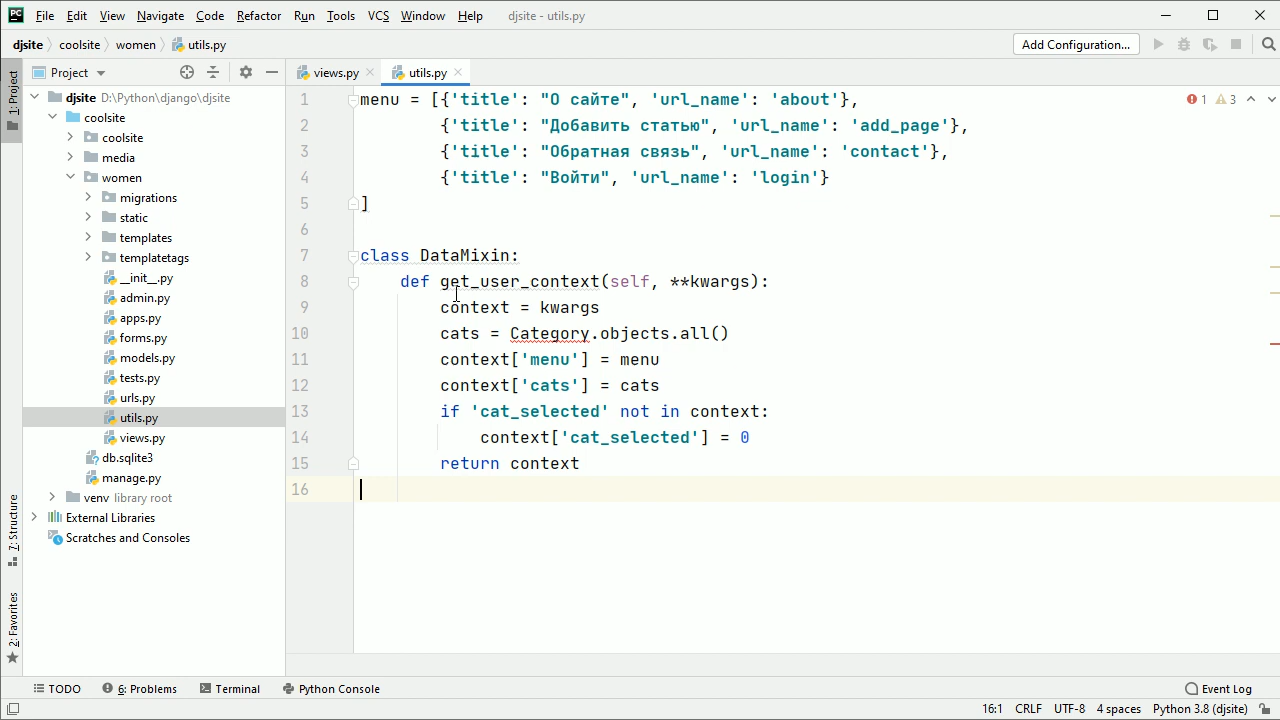 PC File Edit View Navigate Code Refactor Run Tools VCS Window Help djsite - utils.py
djsite coolsite women utils.py Add Configuration...
1: Project
Project
views.py utils.py
djsite D:\Python\django\djsite
coolsite
coolsite
media
women
migrations
static
templates
templatetags
__init__.py
admin.py
apps.py
forms.py
models.py
tests.py
urls.py
utils.py
views.py
db.sqlite3
manage.py
venv library root
External Libraries
Scratches and Consoles
7: Structure
2: Favorites
1 3
1 menu = [{'title': "О сайте", 'url_name': 'about'},
2 {'title': "Добавить статью", 'url_name': 'add_page'},
3 {'title': "Обратная связь", 'url_name': 'contact'},
4 {'title': "Войти", 'url_name': 'login'}
5 ]
6
7 class DataMixin:
8 def get_user_context(self, **kwargs):
9 context = kwargs
10 cats = Category.objects.all()
11 context['menu'] = menu
12 context['cats'] = cats
13 if 'cat_selected' not in context:
14 context['cat_selected'] = 0
15 return context
16
TODO 6: Problems Terminal Python Console Event Log
16:1 CRLF UTF-8 4 spaces Python 3.8 (djsite)